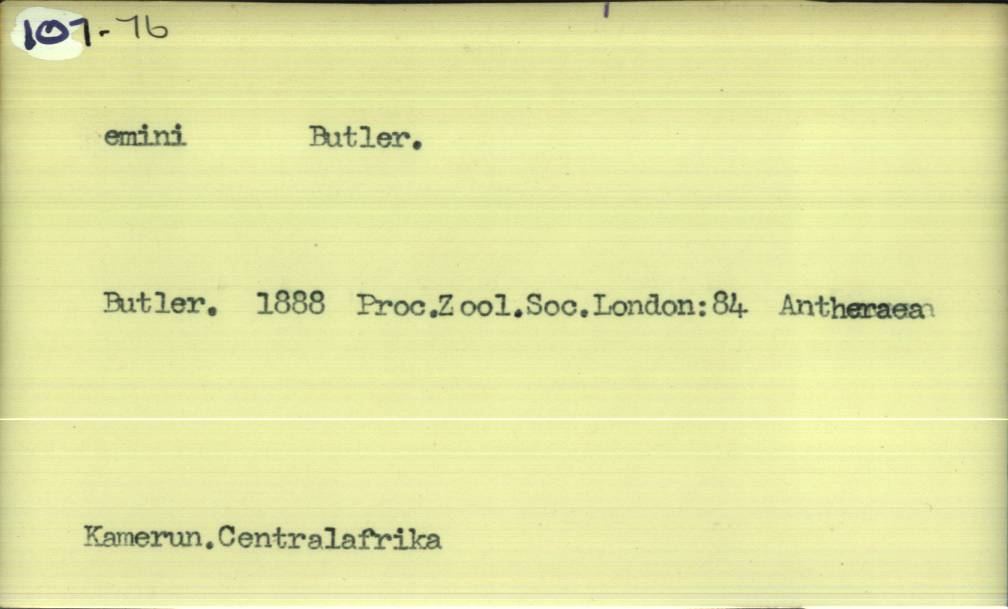 107-76
emini Butler.
Butler. 1888 Proc.Zool.Soc.London:84 Antheraea
Kamerun.Centralafrika